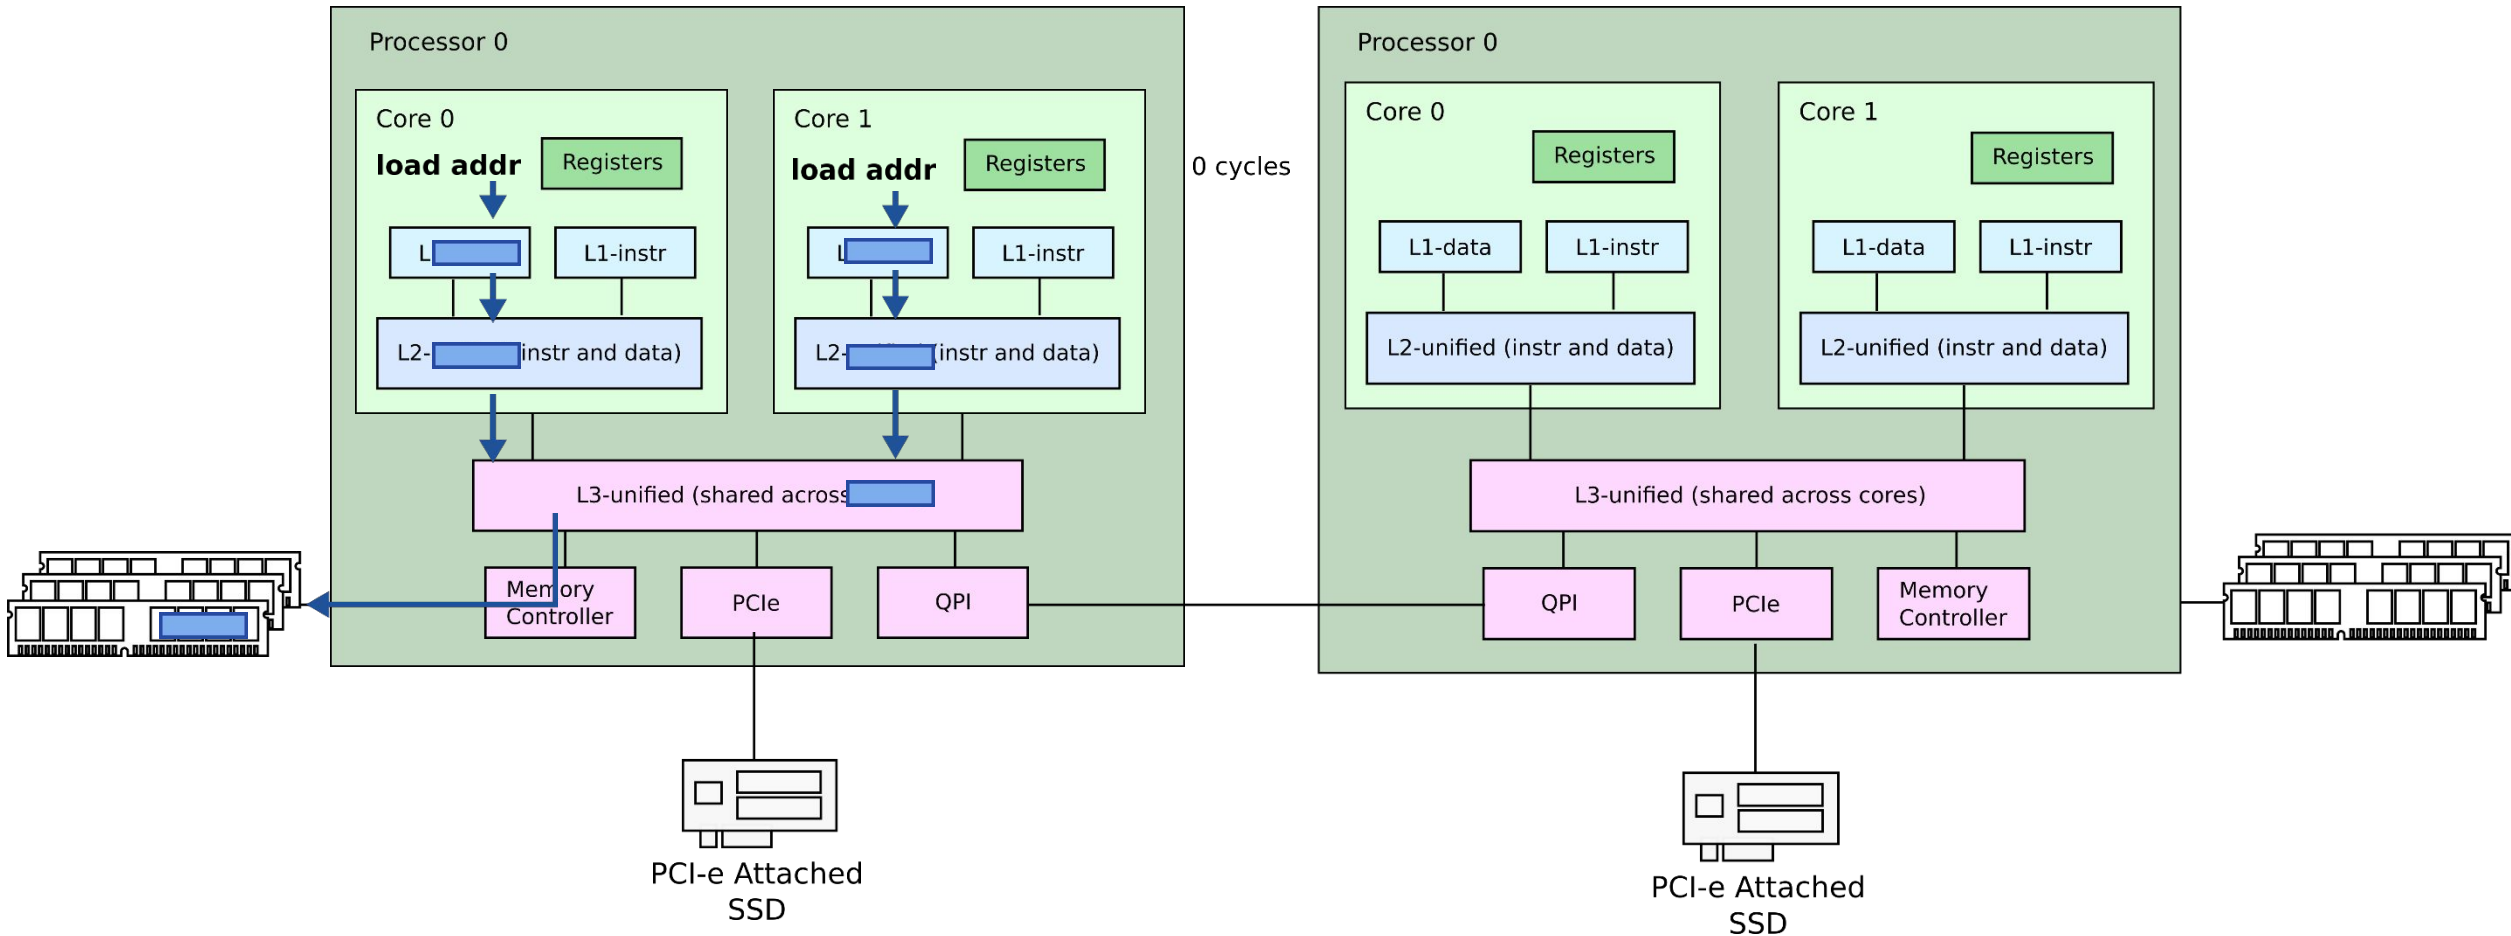 Processor 0
Core 0
load addr
Registers
L
L1-instr
L2-
instr and data)
Core 1
load addr
Registers
L
L1-instr
L2-
(instr and data)
L3-unified (shared across
Memory
Controller
PCIe
QPI
PCI-e Attached
SSD
0 cycles
Processor 0
Core 0
Registers
L1-data
L1-instr
L2-unified (instr and data)
Core 1
Registers
L1-data
L1-instr
L2-unified (instr and data)
L3-unified (shared across cores)
QPI
PCIe
Memory
Controller
PCI-e Attached
SSD